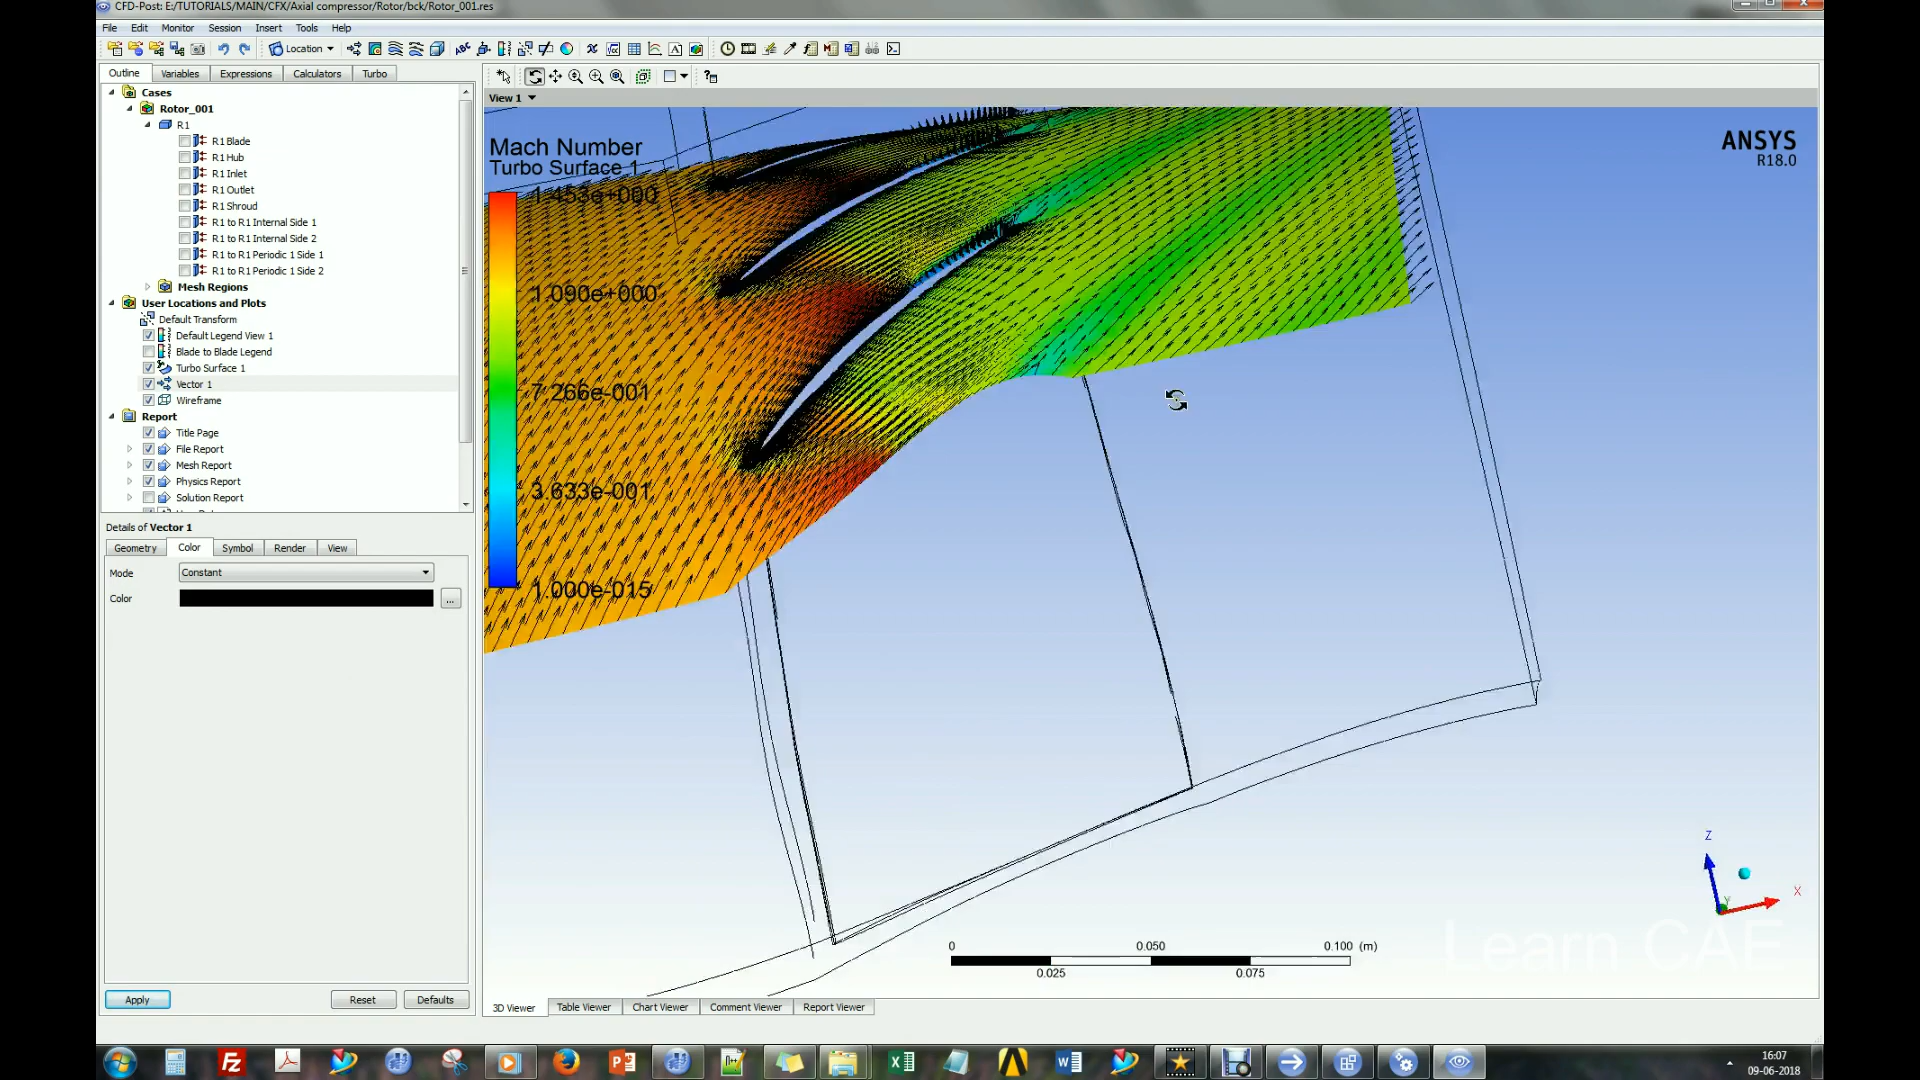 CFD-Post: E:/TUTORIALS/MAIN/CFX/Axial compressor/Rotor/bck/Rotor_001.res
File Edit Monitor Session Insert Tools Help
Location
Outline Variables Expressions Calculators Turbo
View 1
Cases
Rotor_001
R1
R1 Blade
R1 Hub
R1 Inlet
R1 Outlet
R1 Shroud
R1 to R1 Internal Side 1
R1 to R1 Internal Side 2
R1 to R1 Periodic 1 Side 1
R1 to R1 Periodic 1 Side 2
Mesh Regions
User Locations and Plots
Default Transform
Default Legend View 1
Blade to Blade Legend
Turbo Surface 1
Vector 1
Wireframe
Report
Title Page
File Report
Mesh Report
Physics Report
Solution Report
Details of Vector 1
Geometry Color Symbol Render View
Mode Constant
Color ...
Apply Reset Defaults
Mach Number
Turbo Surface 1
1.453e+000
1.090e+000
7.266e-001
3.633e-001
1.000e-015
ANSYS
R18.0
Z
X
Y
0 0.050 0.100 (m)
0.025 0.075
Learn CAE
3D Viewer Table Viewer Chart Viewer Comment Viewer Report Viewer
16:07
09-06-2018